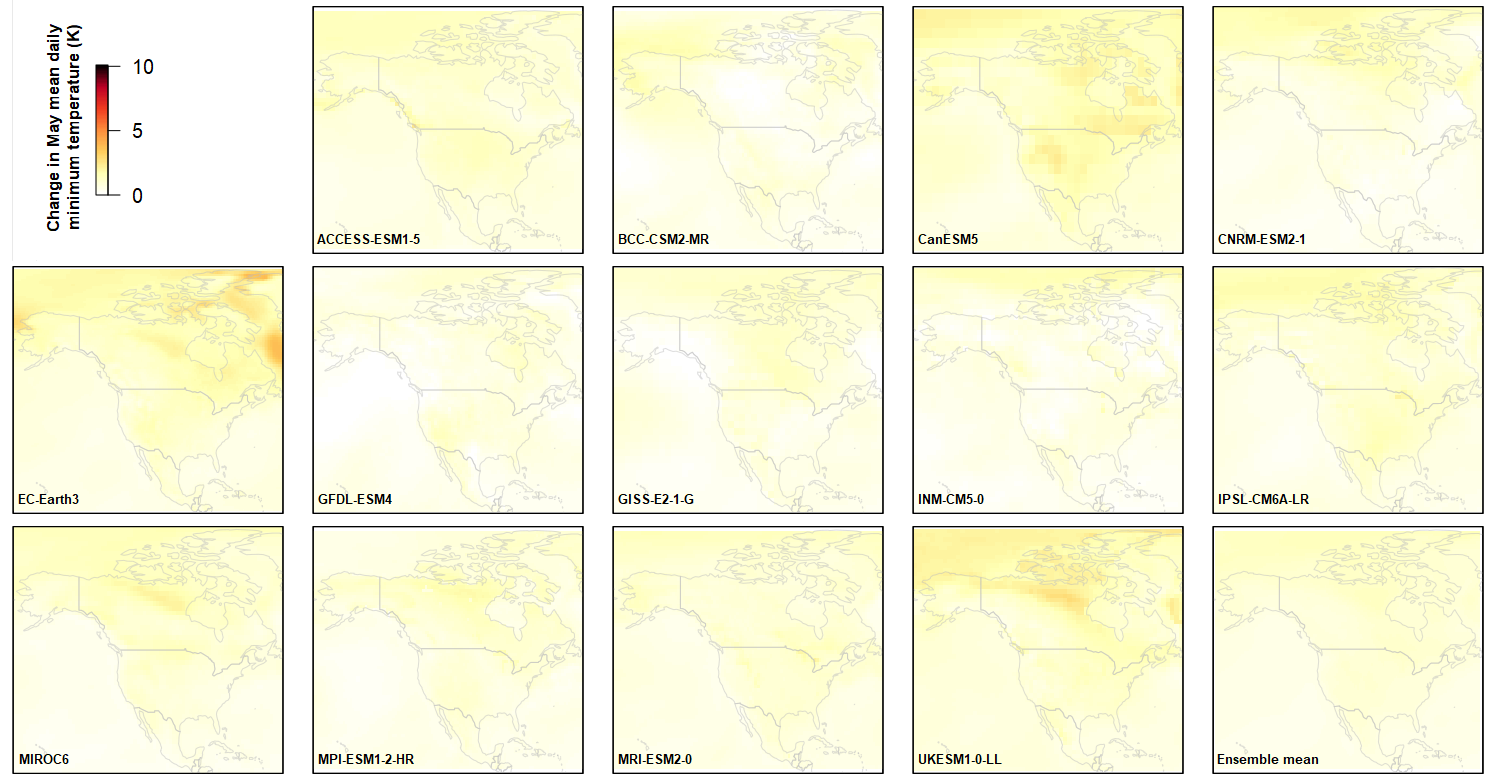 Change in May mean daily
minimum temperature (K)
10
5
0
ACCESS-ESM1-5
BCC-CSM2-MR
CanESM5
CNRM-ESM2-1
EC-Earth3
GFDL-ESM4
GISS-E2-1-G
INM-CM5-0
IPSL-CM6A-LR
MIROC6
MPI-ESM1-2-HR
MRI-ESM2-0
UKESM1-0-LL
Ensemble mean